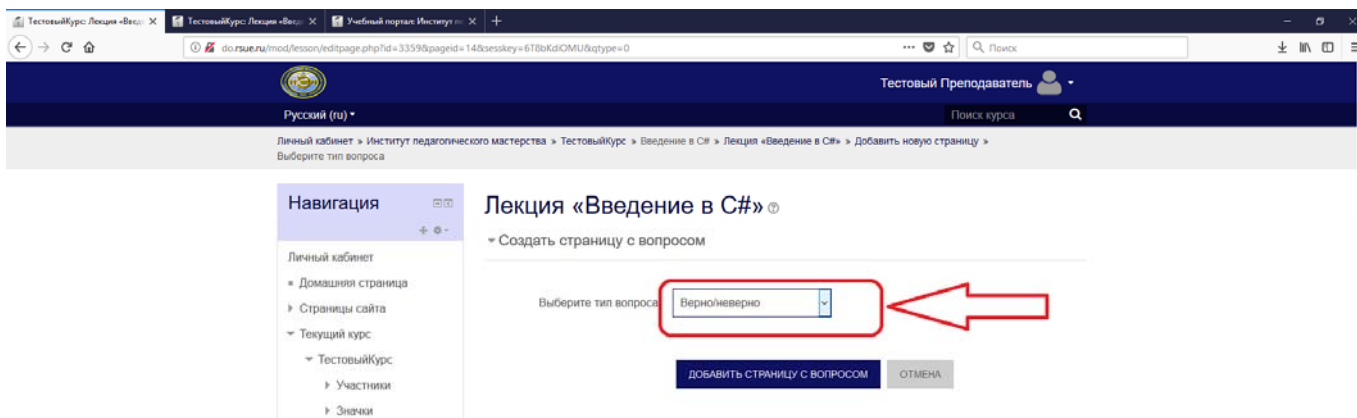 ТестовыйКурс: Лекция «Введ
ТестовыйКурс: Лекция «Введ
Учебный портал: Институт п
do.rsue.ru/mod/lesson/editpage.php?id=3359&pageid=14&sesskey=6T8bKdiOMU&qtype=0
Поиск
Тестовый Преподаватель
Русский (ru)
Поиск курса
Личный кабинет » Институт педагогического мастерства » ТестовыйКурс » Введение в C# » Лекция «Введение в C#» » Добавить новую страницу »
Выберите тип вопроса
Навигация
Лекция «Введение в C#»
Создать страницу с вопросом
Личный кабинет
Домашняя страница
Выберите тип вопроса
Верно/неверно
Страницы сайта
Текущий курс
ТестовыйКурс
ДОБАВИТЬ СТРАНИЦУ С ВОПРОСОМ
ОТМЕНА
Участники
Значки